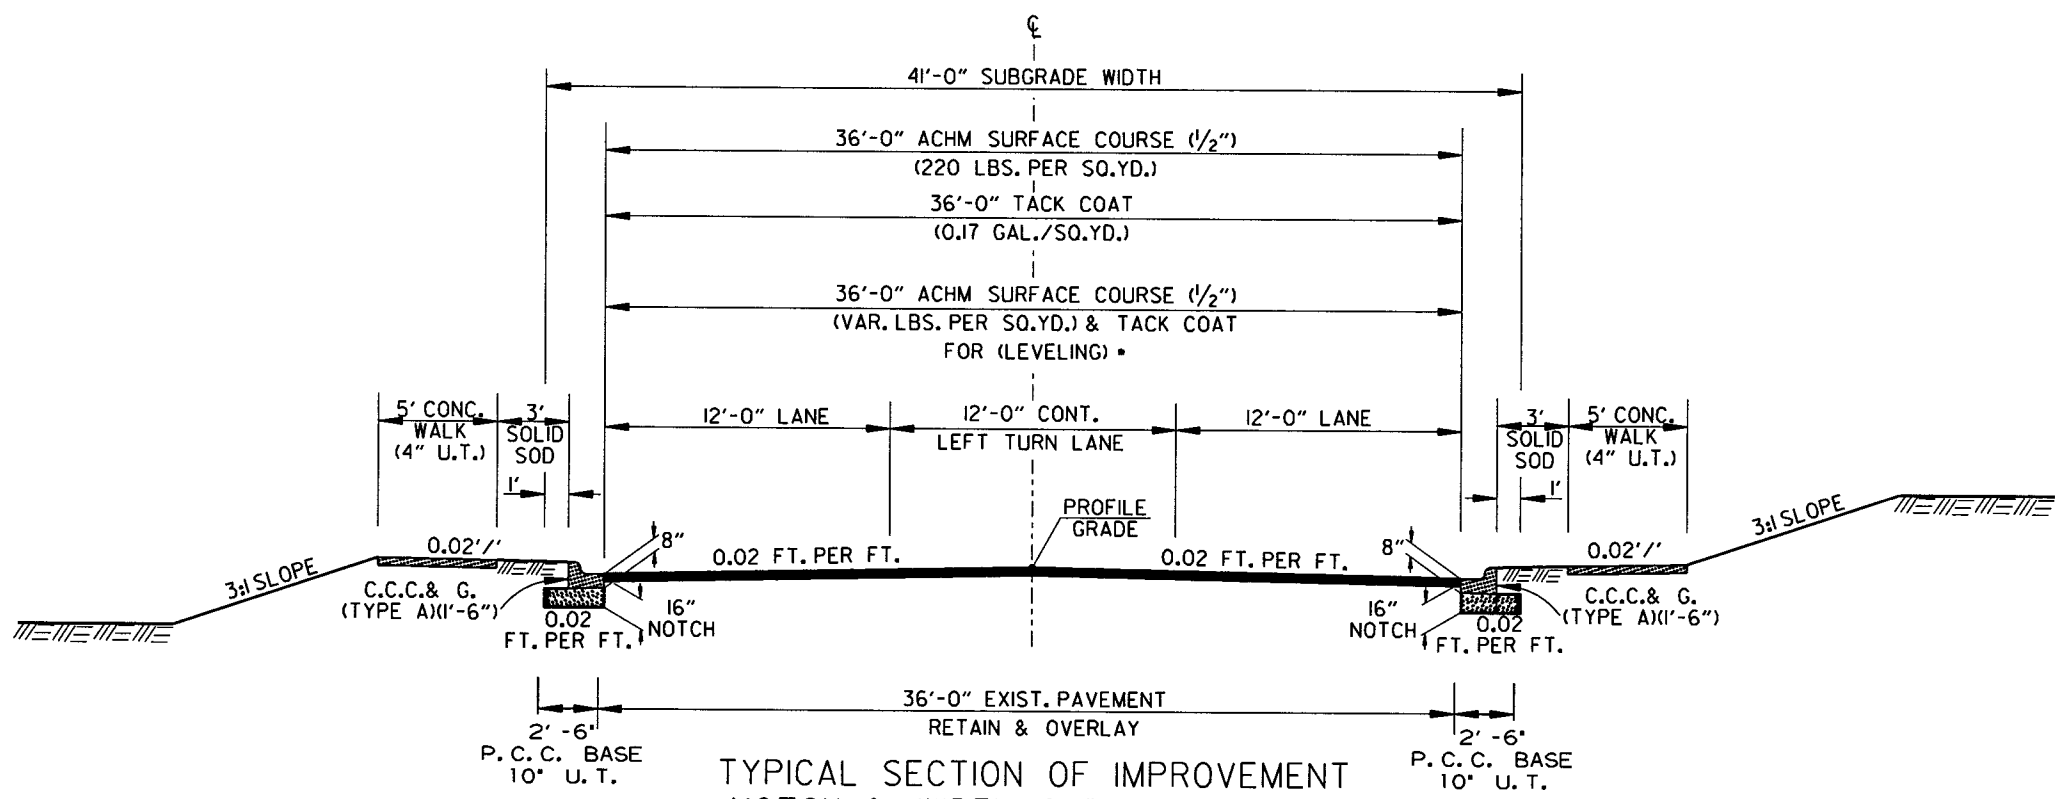 ℄
41'-0" SUBGRADE WIDTH
36'-0" ACHM SURFACE COURSE (1/2")
(220 LBS. PER SQ.YD.)
36'-0" TACK COAT
(0.17 GAL./SQ.YD.)
36'-0" ACHM SURFACE COURSE (1/2")
(VAR. LBS. PER SQ.YD.) & TACK COAT
FOR (LEVELING) •
5' CONC.
WALK
(4" U.T.)
3'
SOLID
SOD
1'
12'-0" LANE
12'-0" CONT.
LEFT TURN LANE
12'-0" LANE
3'
SOLID
SOD
1'
5' CONC.
WALK
(4" U.T.)
PROFILE
GRADE
3:1 SLOPE
0.02'/'
8"
0.02 FT. PER FT.
0.02 FT. PER FT.
8"
0.02'/'
3:1 SLOPE
C.C.C.& G.
(TYPE A)(1'-6")
16"
NOTCH
0.02
FT. PER FT.
16"
NOTCH
C.C.C.& G.
(TYPE A)(1'-6")
0.02
FT. PER FT.
2'-6"
P.C.C. BASE
10" U.T.
36'-0" EXIST. PAVEMENT
RETAIN & OVERLAY
2'-6"
P.C.C. BASE
10" U.T.
TYPICAL SECTION OF IMPROVEMENT